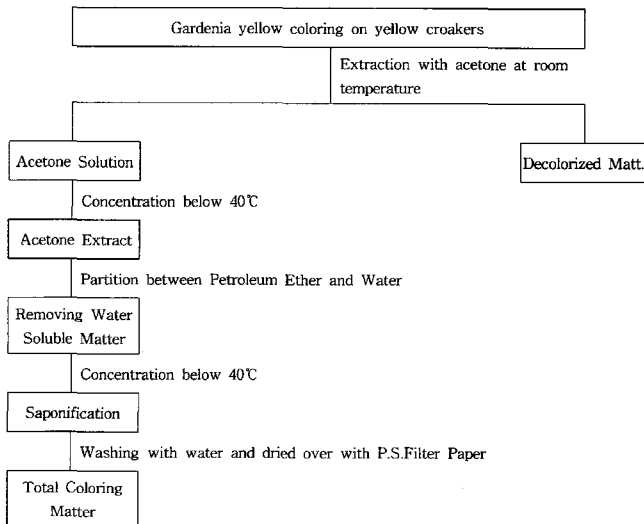 Gardenia yellow coloring on yellow croakers
Extraction with acetone at room
temperature
Acetone Solution
Decolorized Matt.
Concentration below 40℃
Acetone Extract
Partition between Petroleum Ether and Water
Removing Water
Soluble Matter
Concentration below 40℃
Saponification
Washing with water and dried over with P.S.Filter Paper
Total Coloring
Matter